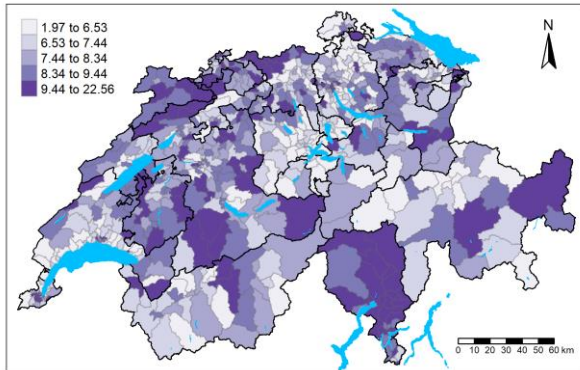 1.97 to 6.53
6.53 to 7.44
7.44 to 8.34
8.34 to 9.44
9.44 to 22.56
N
0 10 20 30 40 50 60 km